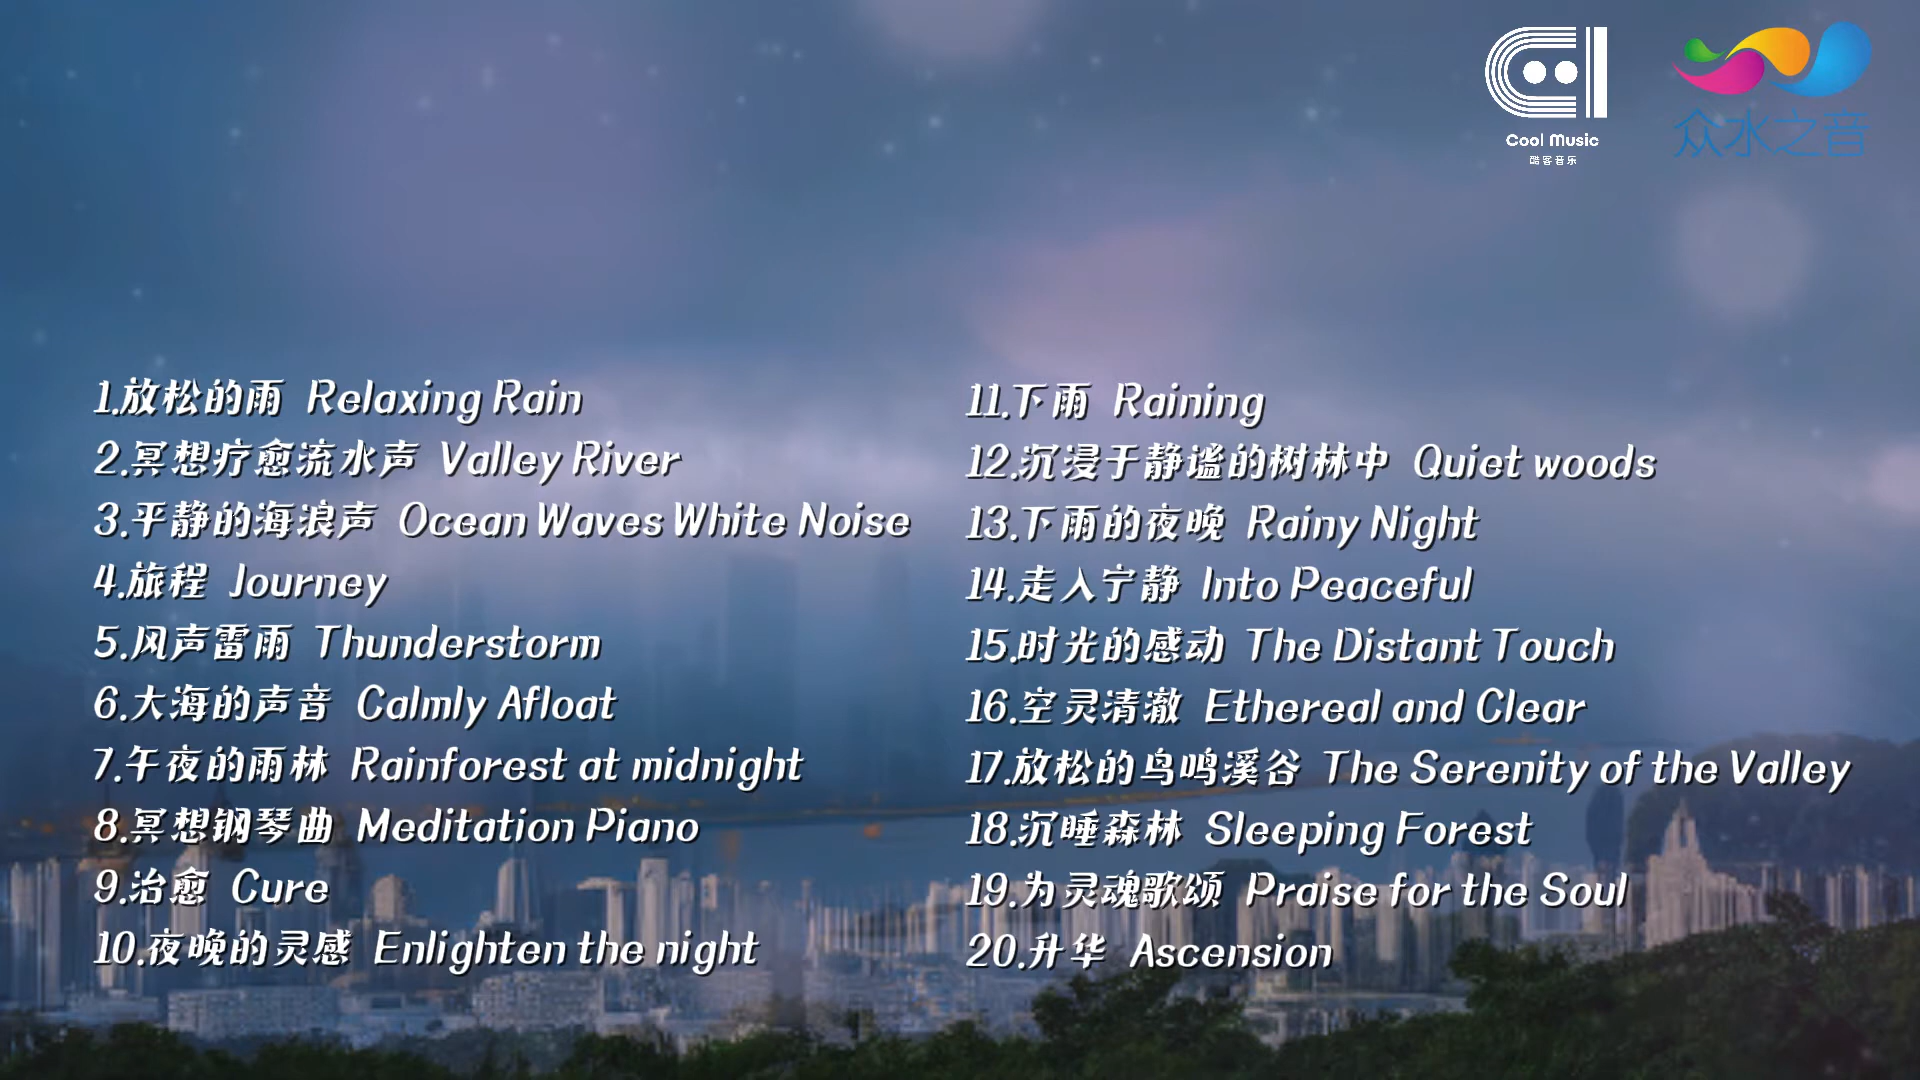 Cool Music
酷客音乐
众水之音
1.放松的雨 Relaxing Rain
2.冥想疗愈流水声 Valley River
3.平静的海浪声 Ocean Waves White Noise
4.旅程 Journey
5.风声雷雨 Thunderstorm
6.大海的声音 Calmly Afloat
7.午夜的雨林 Rainforest at midnight
8.冥想钢琴曲 Meditation Piano
9.治愈 Cure
10.夜晚的灵感 Enlighten the night
11.下雨 Raining
12.沉浸于静谧的树林中 Quiet woods
13.下雨的夜晚 Rainy Night
14.走入宁静 Into Peaceful
15.时光的感动 The Distant Touch
16.空灵清澈 Ethereal and Clear
17.放松的鸟鸣溪谷 The Serenity of the Valley
18.沉睡森林 Sleeping Forest
19.为灵魂歌颂 Praise for the Soul
20.升华 Ascension